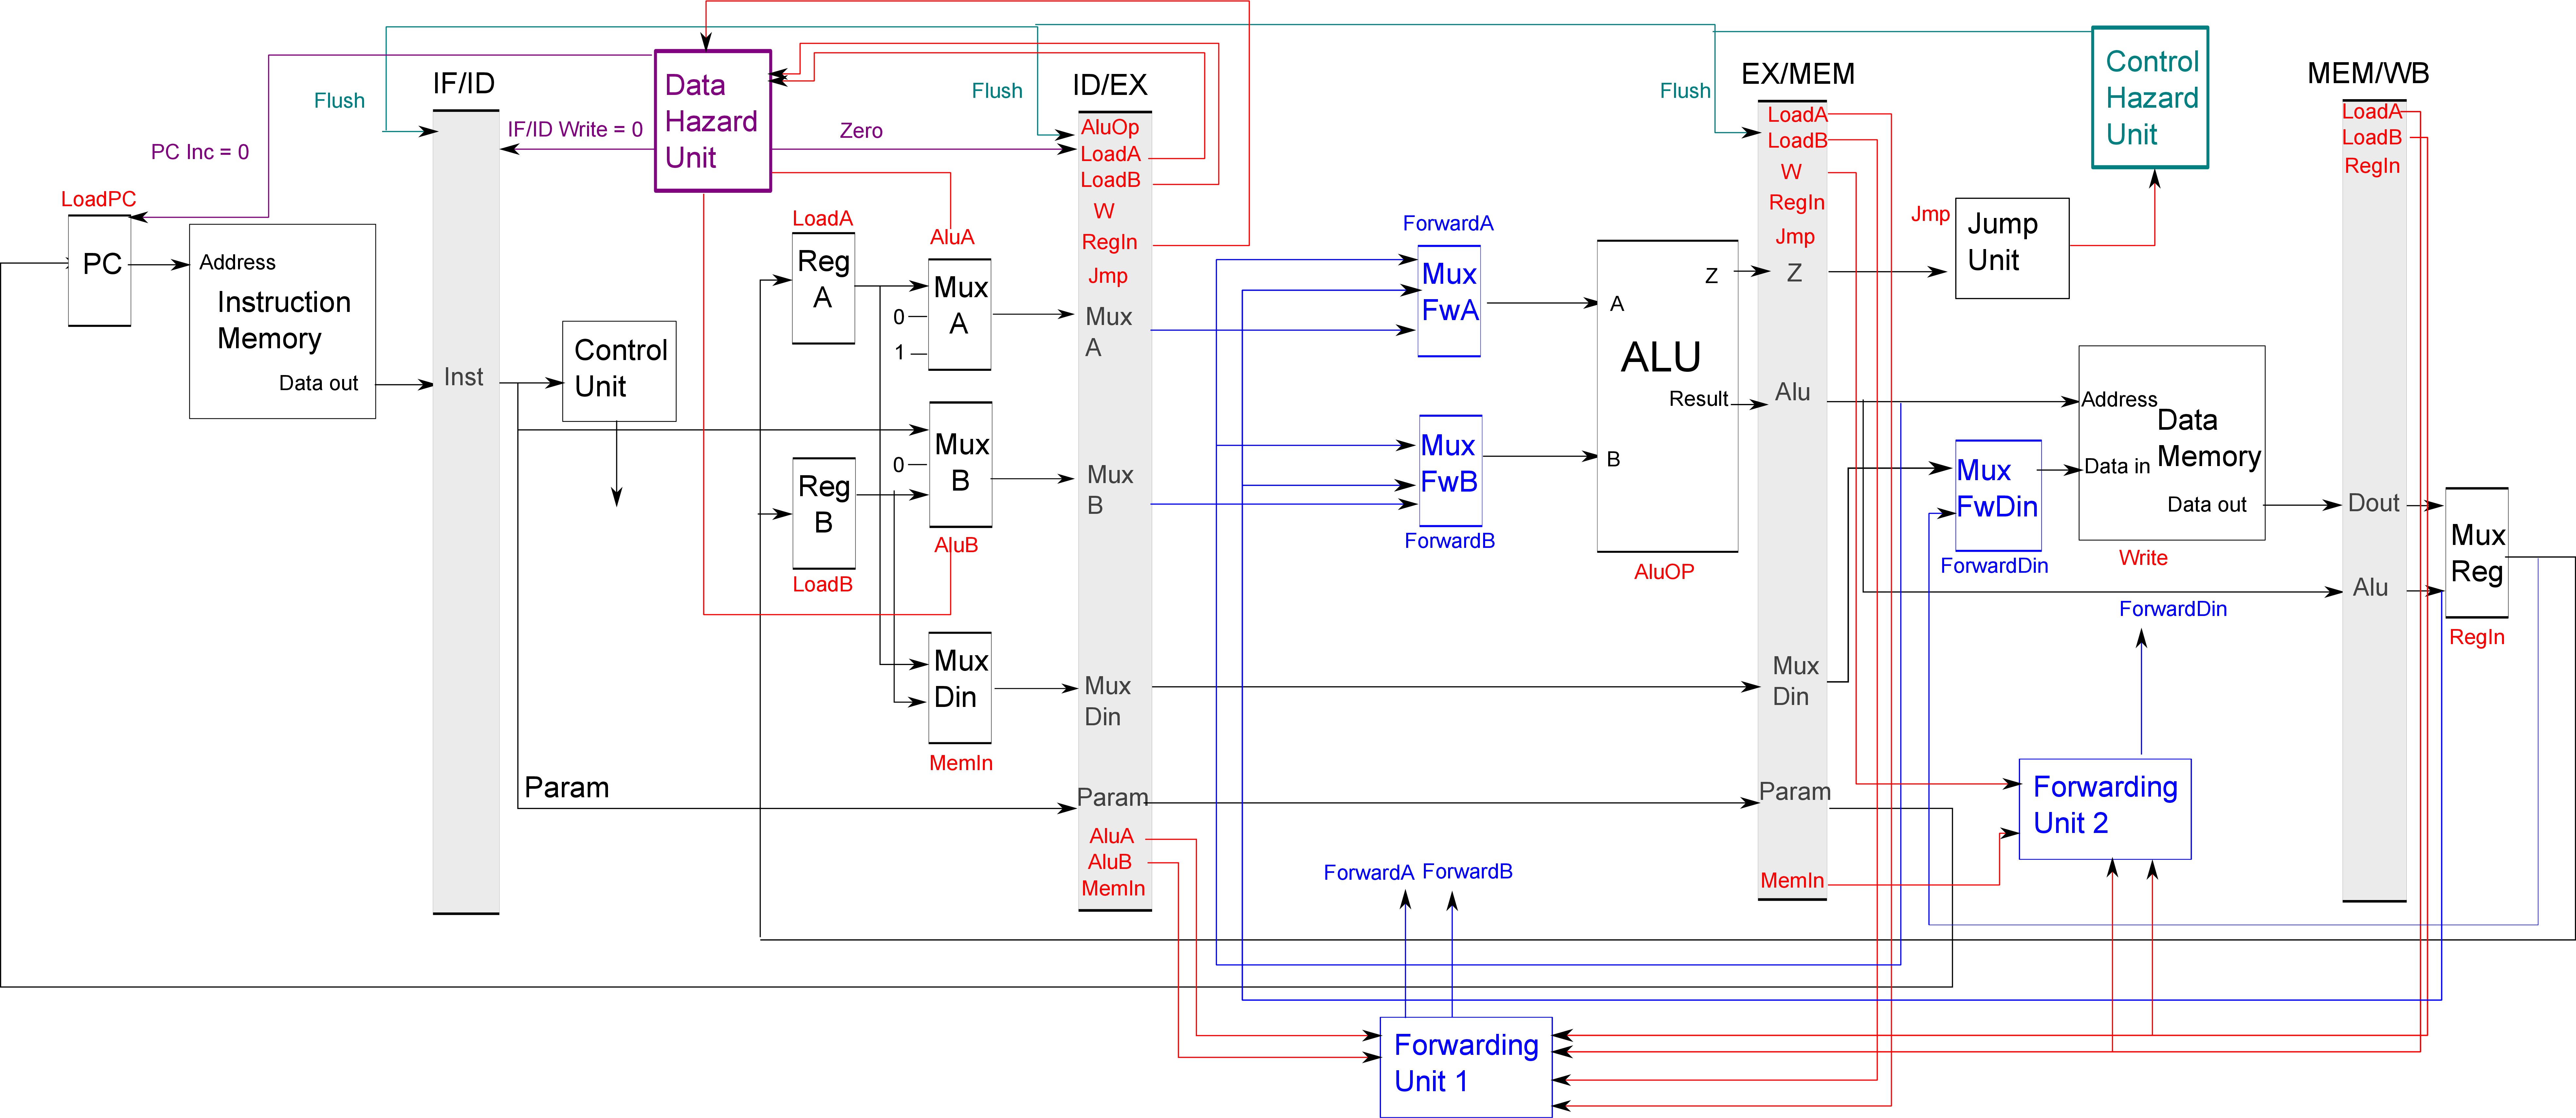 Data
Hazard
Unit
Control
Hazard
Unit
IF/ID
ID/EX
EX/MEM
MEM/WB
Flush
Flush
Flush
IF/ID Write = 0
Zero
PC Inc = 0
LoadPC
PC
Address
Instruction
Memory
Data out
Inst
Control
Unit
Param
LoadA
Reg
A
AluA
Mux
A
0
1
Mux
B
0
AluB
Reg
B
LoadB
Mux
Din
MemIn
AluOp
LoadA
LoadB
W
RegIn
Jmp
Mux
A
Mux
B
Mux
Din
Param
AluA
AluB
MemIn
ForwardA
Mux
FwA
Mux
FwB
ForwardB
A
B
ALU
Z
Result
AluOP
ForwardA
ForwardB
Forwarding
Unit 1
LoadA
LoadB
W
RegIn
Jmp
Z
Alu
Mux
Din
Param
MemIn
Jmp
Jump
Unit
Address
Data
Memory
Data in
Data out
Write
Mux
FwDin
ForwardDin
ForwardDin
Forwarding
Unit 2
LoadA
LoadB
RegIn
Dout
Alu
Mux
Reg
RegIn